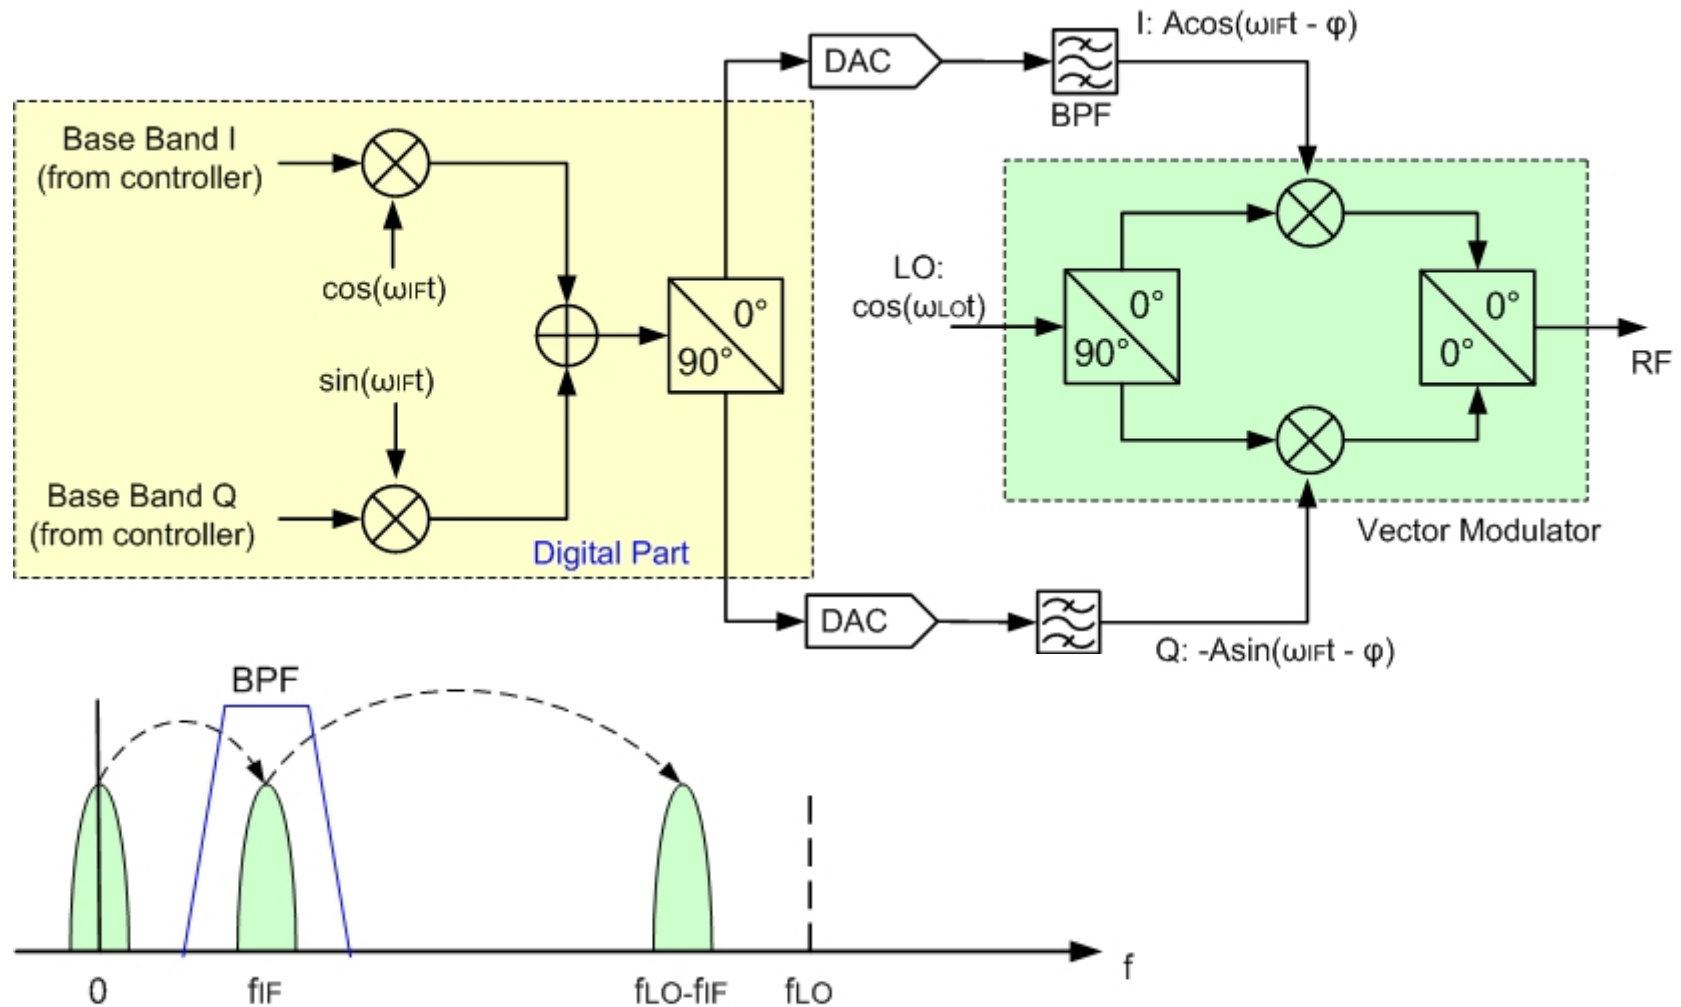 I: Acos(ωIFt - φ)
DAC
BPF
Base Band I
(from controller)
cos(ωIFt)
0°
90°
LO:
cos(ωLOt)
0°
90°
0°
0°
RF
sin(ωIFt)
Base Band Q
(from controller)
Digital Part
Vector Modulator
DAC
Q: -Asin(ωIFt - φ)
BPF
0
fIF
fLO-fIF
fLO
f